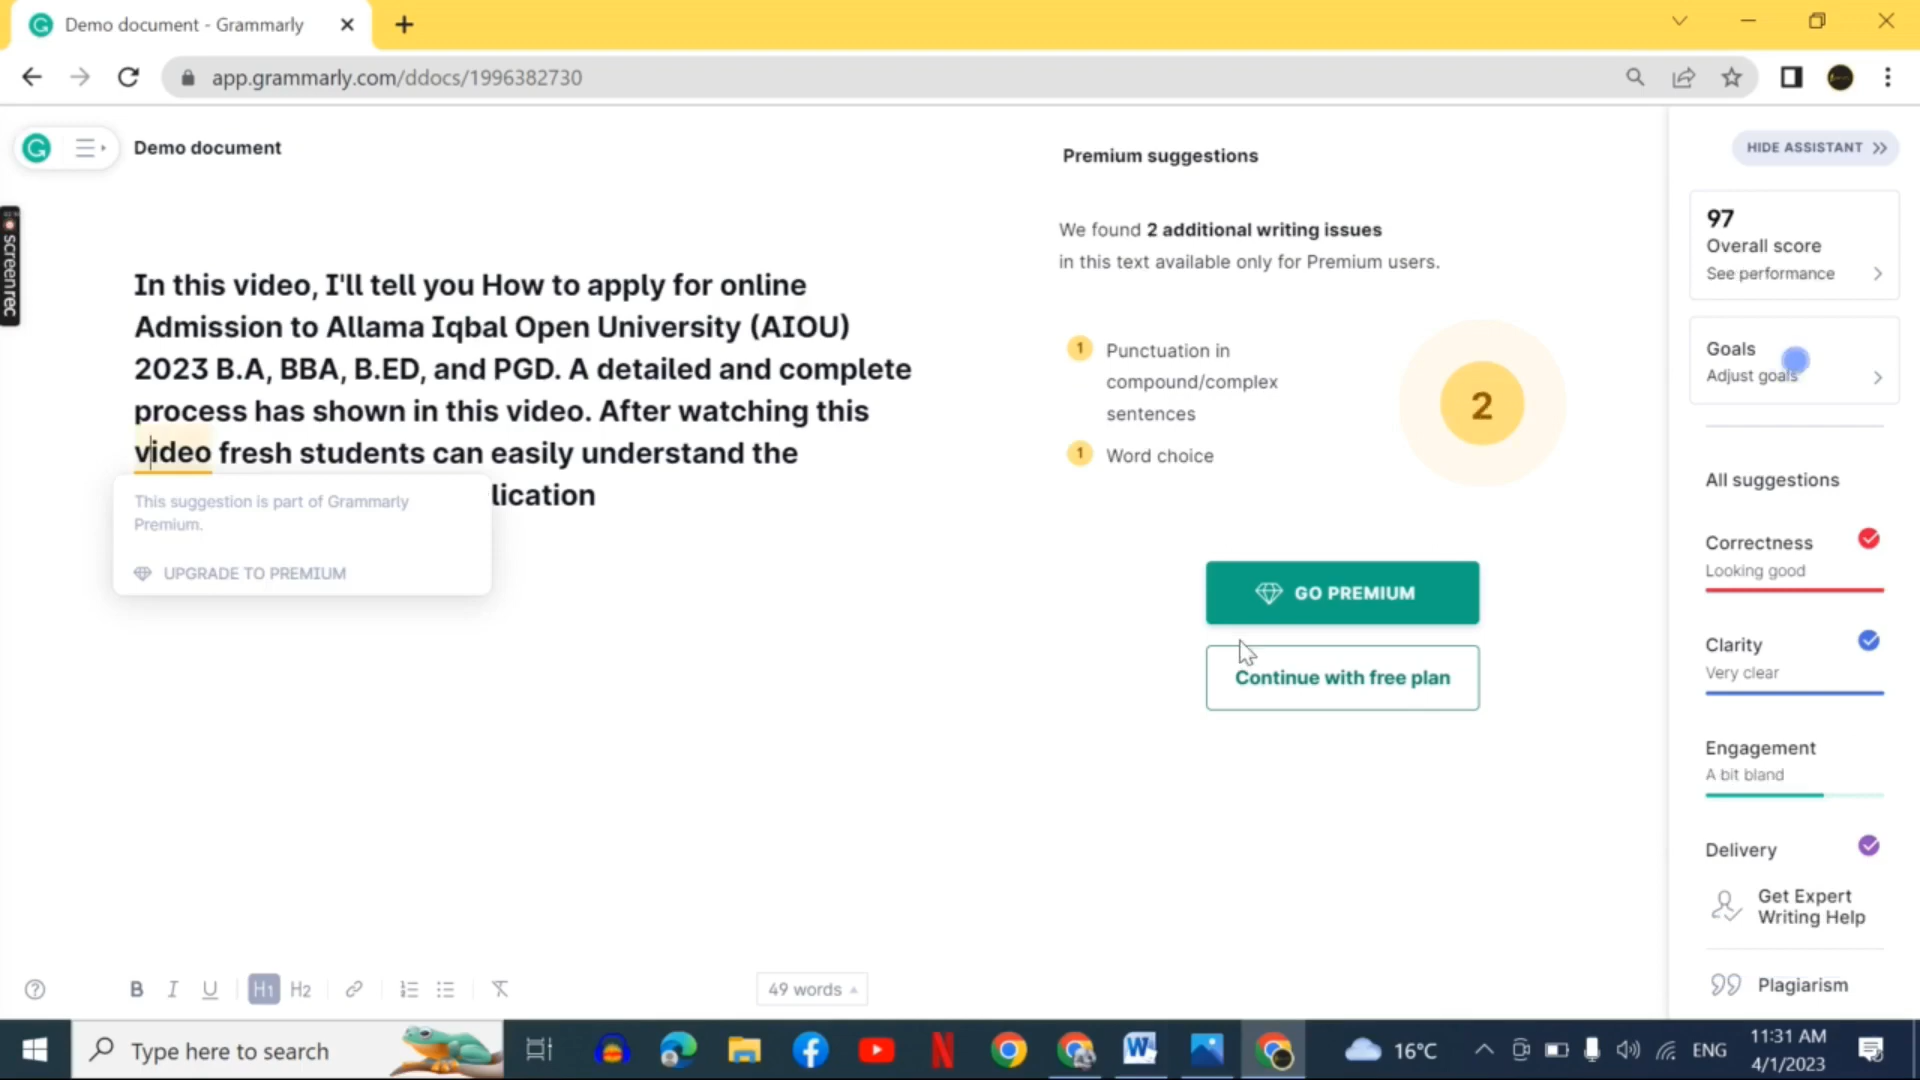 Demo document - Grammarly
app.grammarly.com/ddocs/1996382730
Demo document
In this video, I'll tell you How to apply for online
Admission to Allama Iqbal Open University (AIOU)
2023 B.A, BBA, B.ED, and PGD. A detailed and complete
process has shown in this video. After watching this
video fresh students can easily understand the
lication
This suggestion is part of Grammarly
Premium.
UPGRADE TO PREMIUM
screenrec
Premium suggestions
We found 2 additional writing issues
in this text available only for Premium users.
1 Punctuation in
compound/complex
sentences
1 Word choice
2
GO PREMIUM
Continue with free plan
HIDE ASSISTANT
97
Overall score
See performance
Goals
Adjust goals
All suggestions
Correctness
Looking good
Clarity
Very clear
Engagement
A bit bland
Delivery
Get Expert
Writing Help
Plagiarism
B I U H1 H2
49 words
Type here to search
16°C
ENG
11:31 AM
4/1/2023